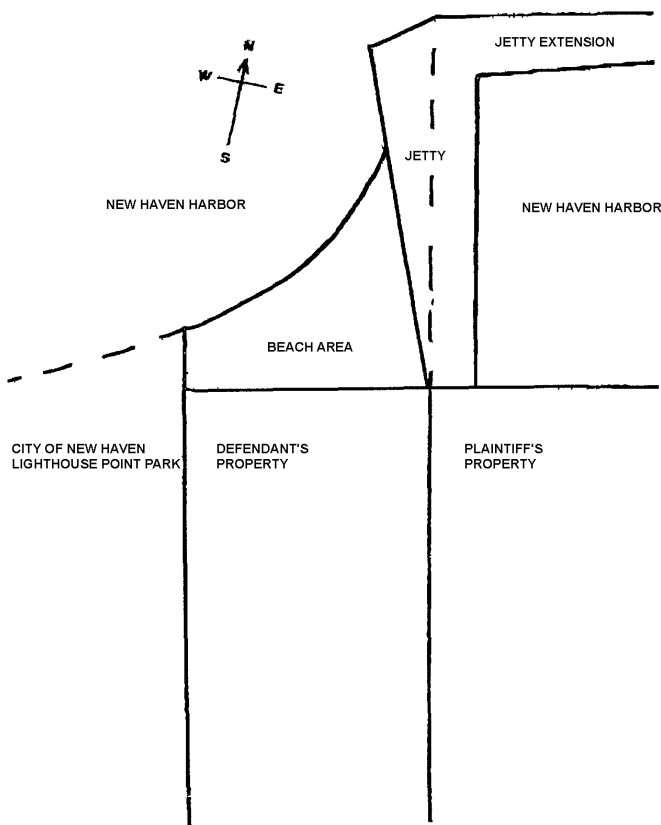 JETTY EXTENSION
N
W
E
S
JETTY
NEW HAVEN HARBOR
NEW HAVEN HARBOR
BEACH AREA
CITY OF NEW HAVEN
LIGHTHOUSE POINT PARK
DEFENDANT'S
PROPERTY
PLAINTIFF'S
PROPERTY